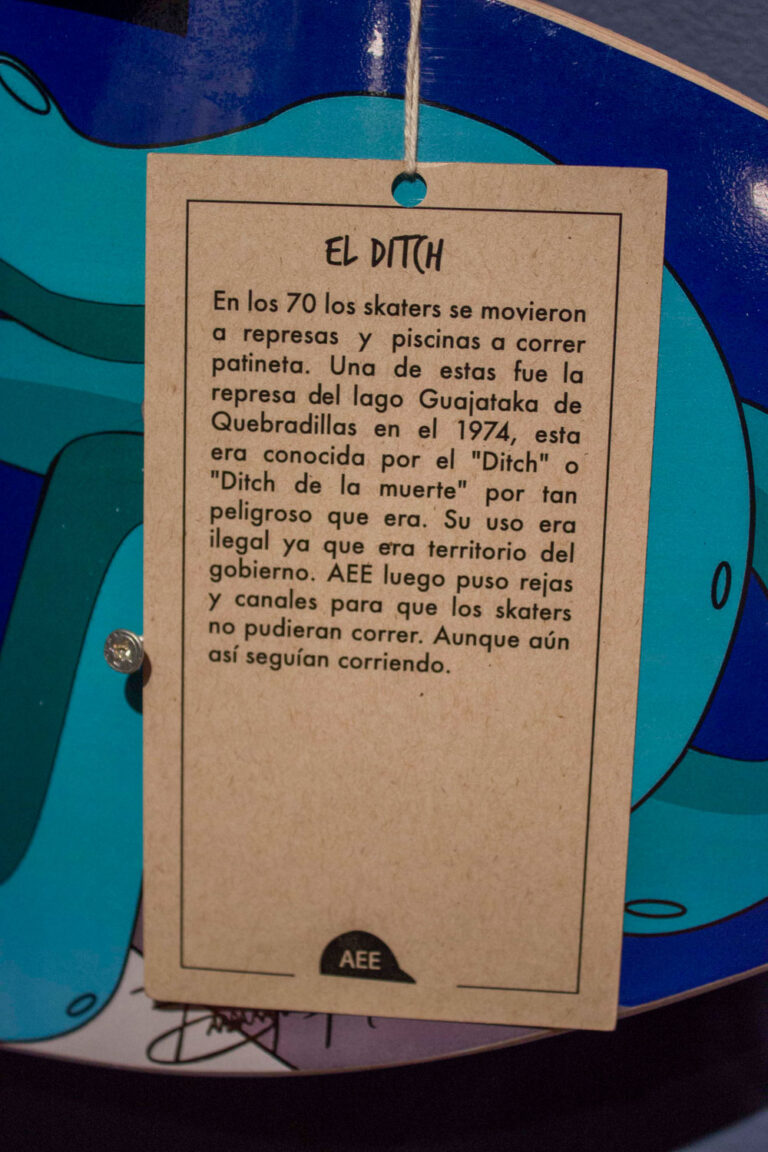 EL DITCH
En los 70 los skaters se movieron
a represas y piscinas a correr
patineta. Una de estas fue la
represa del lago Guajataka de
Quebradillas en el 1974, esta
era conocida por el "Ditch" o
"Ditch de la muerte" por tan
peligroso que era. Su uso era
ilegal ya que era territorio del
gobierno. AEE luego puso rejas
y canales para que los skaters
no pudieran correr. Aunque aún
así seguían corriendo.
AEE